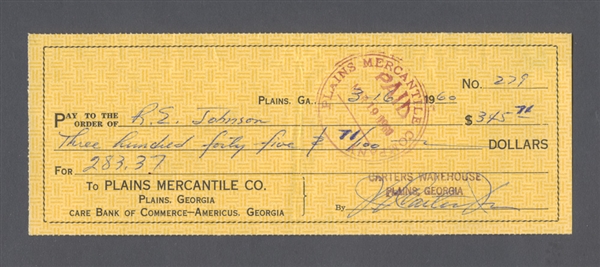 No. 279
PLAINS, GA. 3-16 1960
PAY TO THE ORDER OF R.E. Johnson $345 71
Three hundred forty five & 71/100 DOLLARS
FOR 283.37
TO PLAINS MERCANTILE CO.
PLAINS, GEORGIA
CARE BANK OF COMMERCE—AMERICUS, GEORGIA
CARTERS WAREHOUSE
PLAINS, GEORGIA
By
PLAINS MERCANTILE COMPANY
PAID